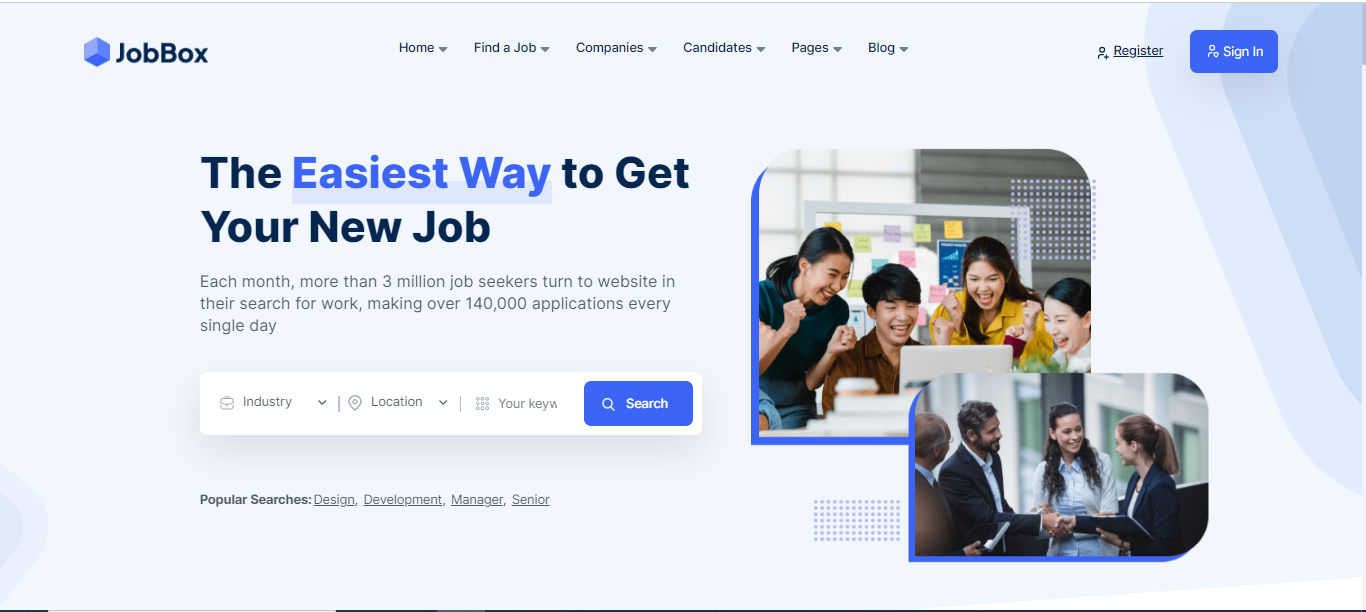 JobBox
Home
Find a Job
Companies
Candidates
Pages
Blog
Register
Sign In
The Easiest Way to Get
Your New Job
Each month, more than 3 million job seekers turn to website in
their search for work, making over 140,000 applications every
single day
Industry
Location
Your keyw
Search
Popular Searches: Design, Development, Manager, Senior